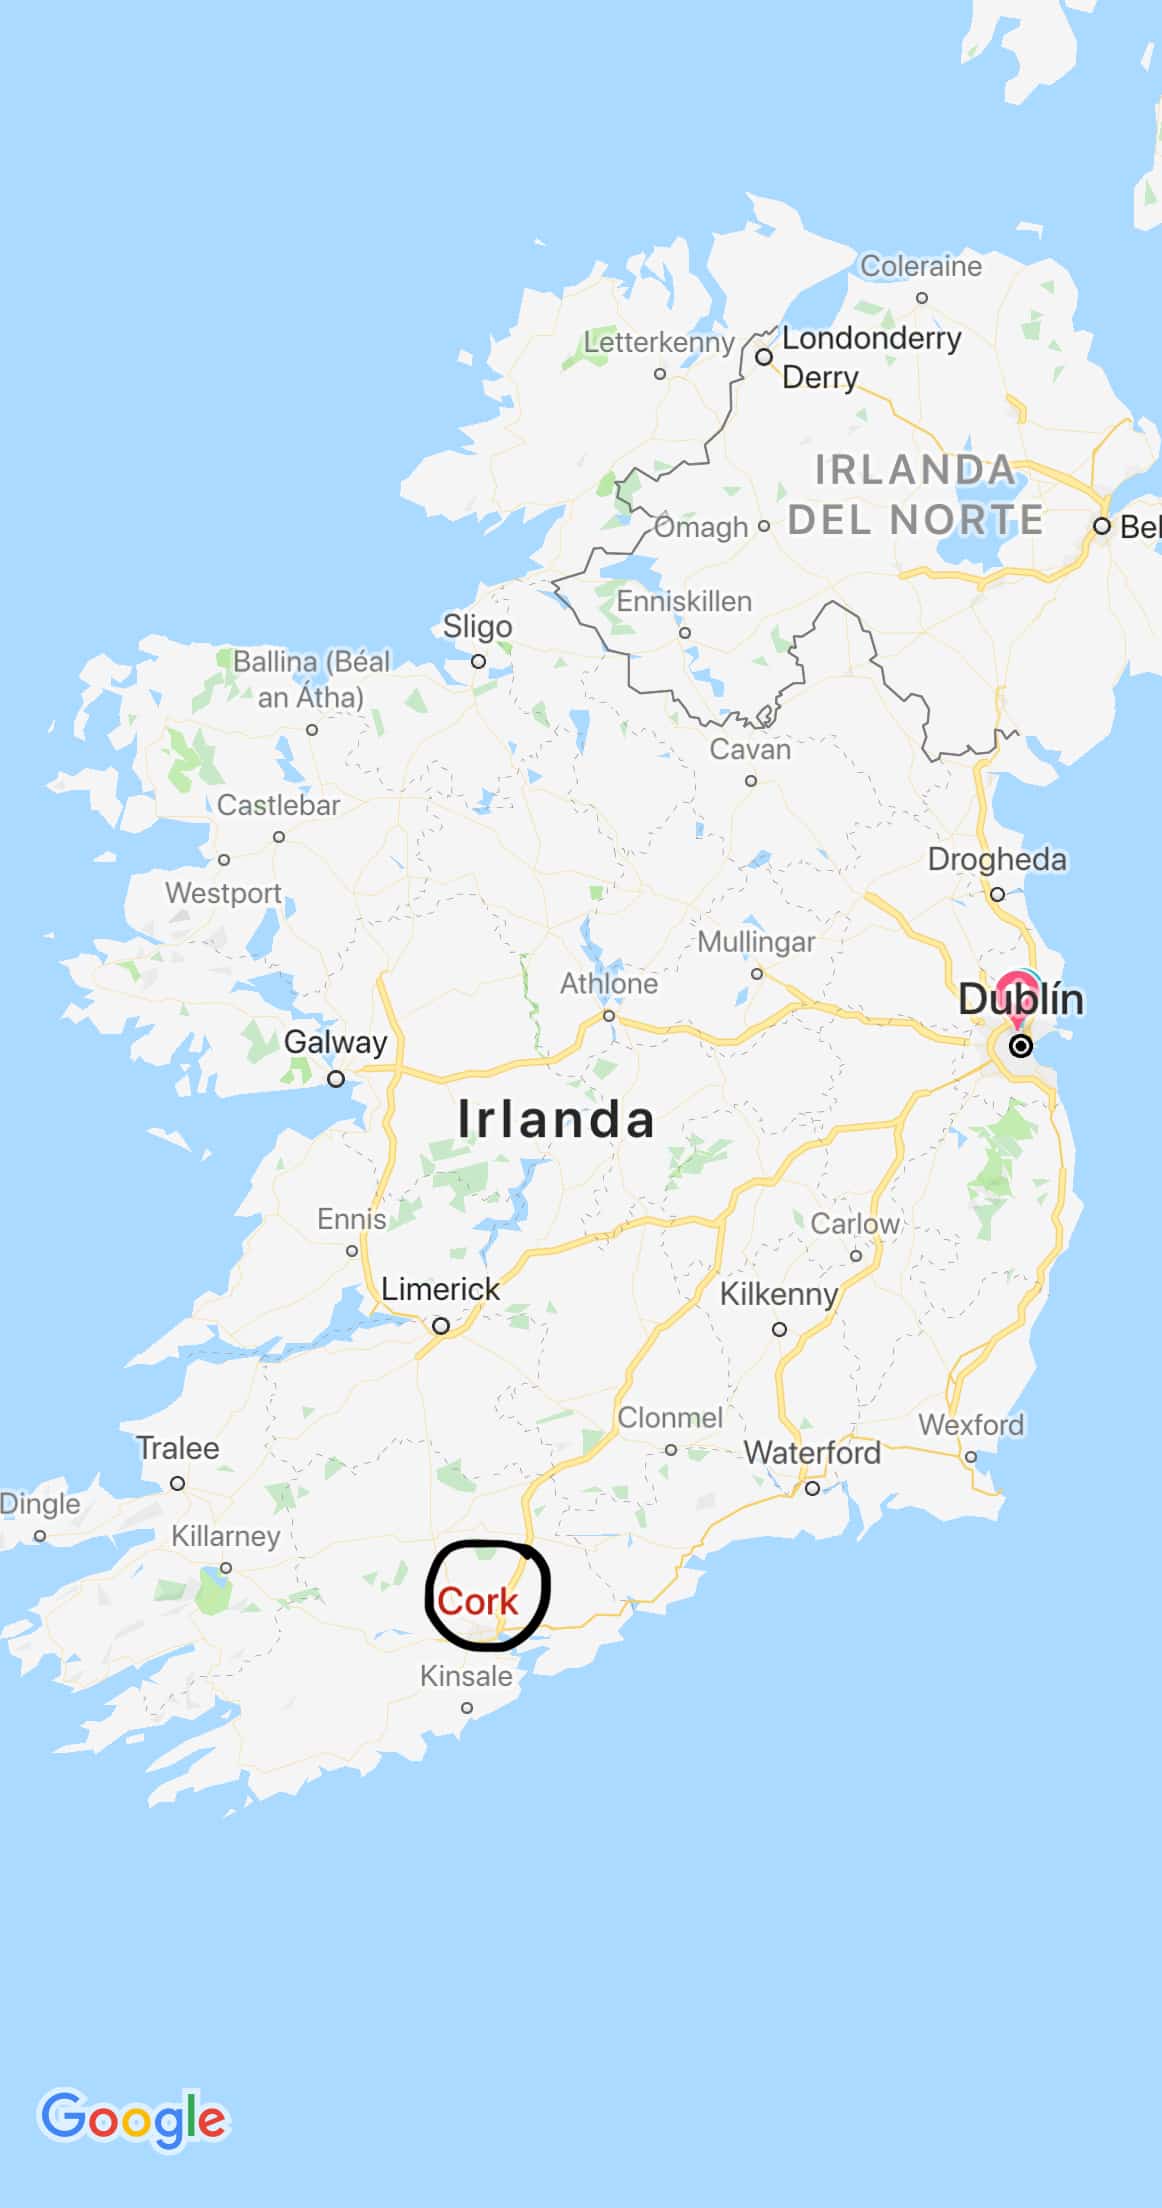 Coleraine
Letterkenny
Londonderry
Derry
IRLANDA
DEL NORTE
Omagh
Bel
Enniskillen
Sligo
Ballina (Béal
an Átha)
Cavan
Castlebar
Westport
Drogheda
Mullingar
Athlone
Dublín
Galway
Irlanda
Ennis
Carlow
Limerick
Kilkenny
Clonmel
Wexford
Tralee
Waterford
Dingle
Killarney
Cork
Kinsale
Google